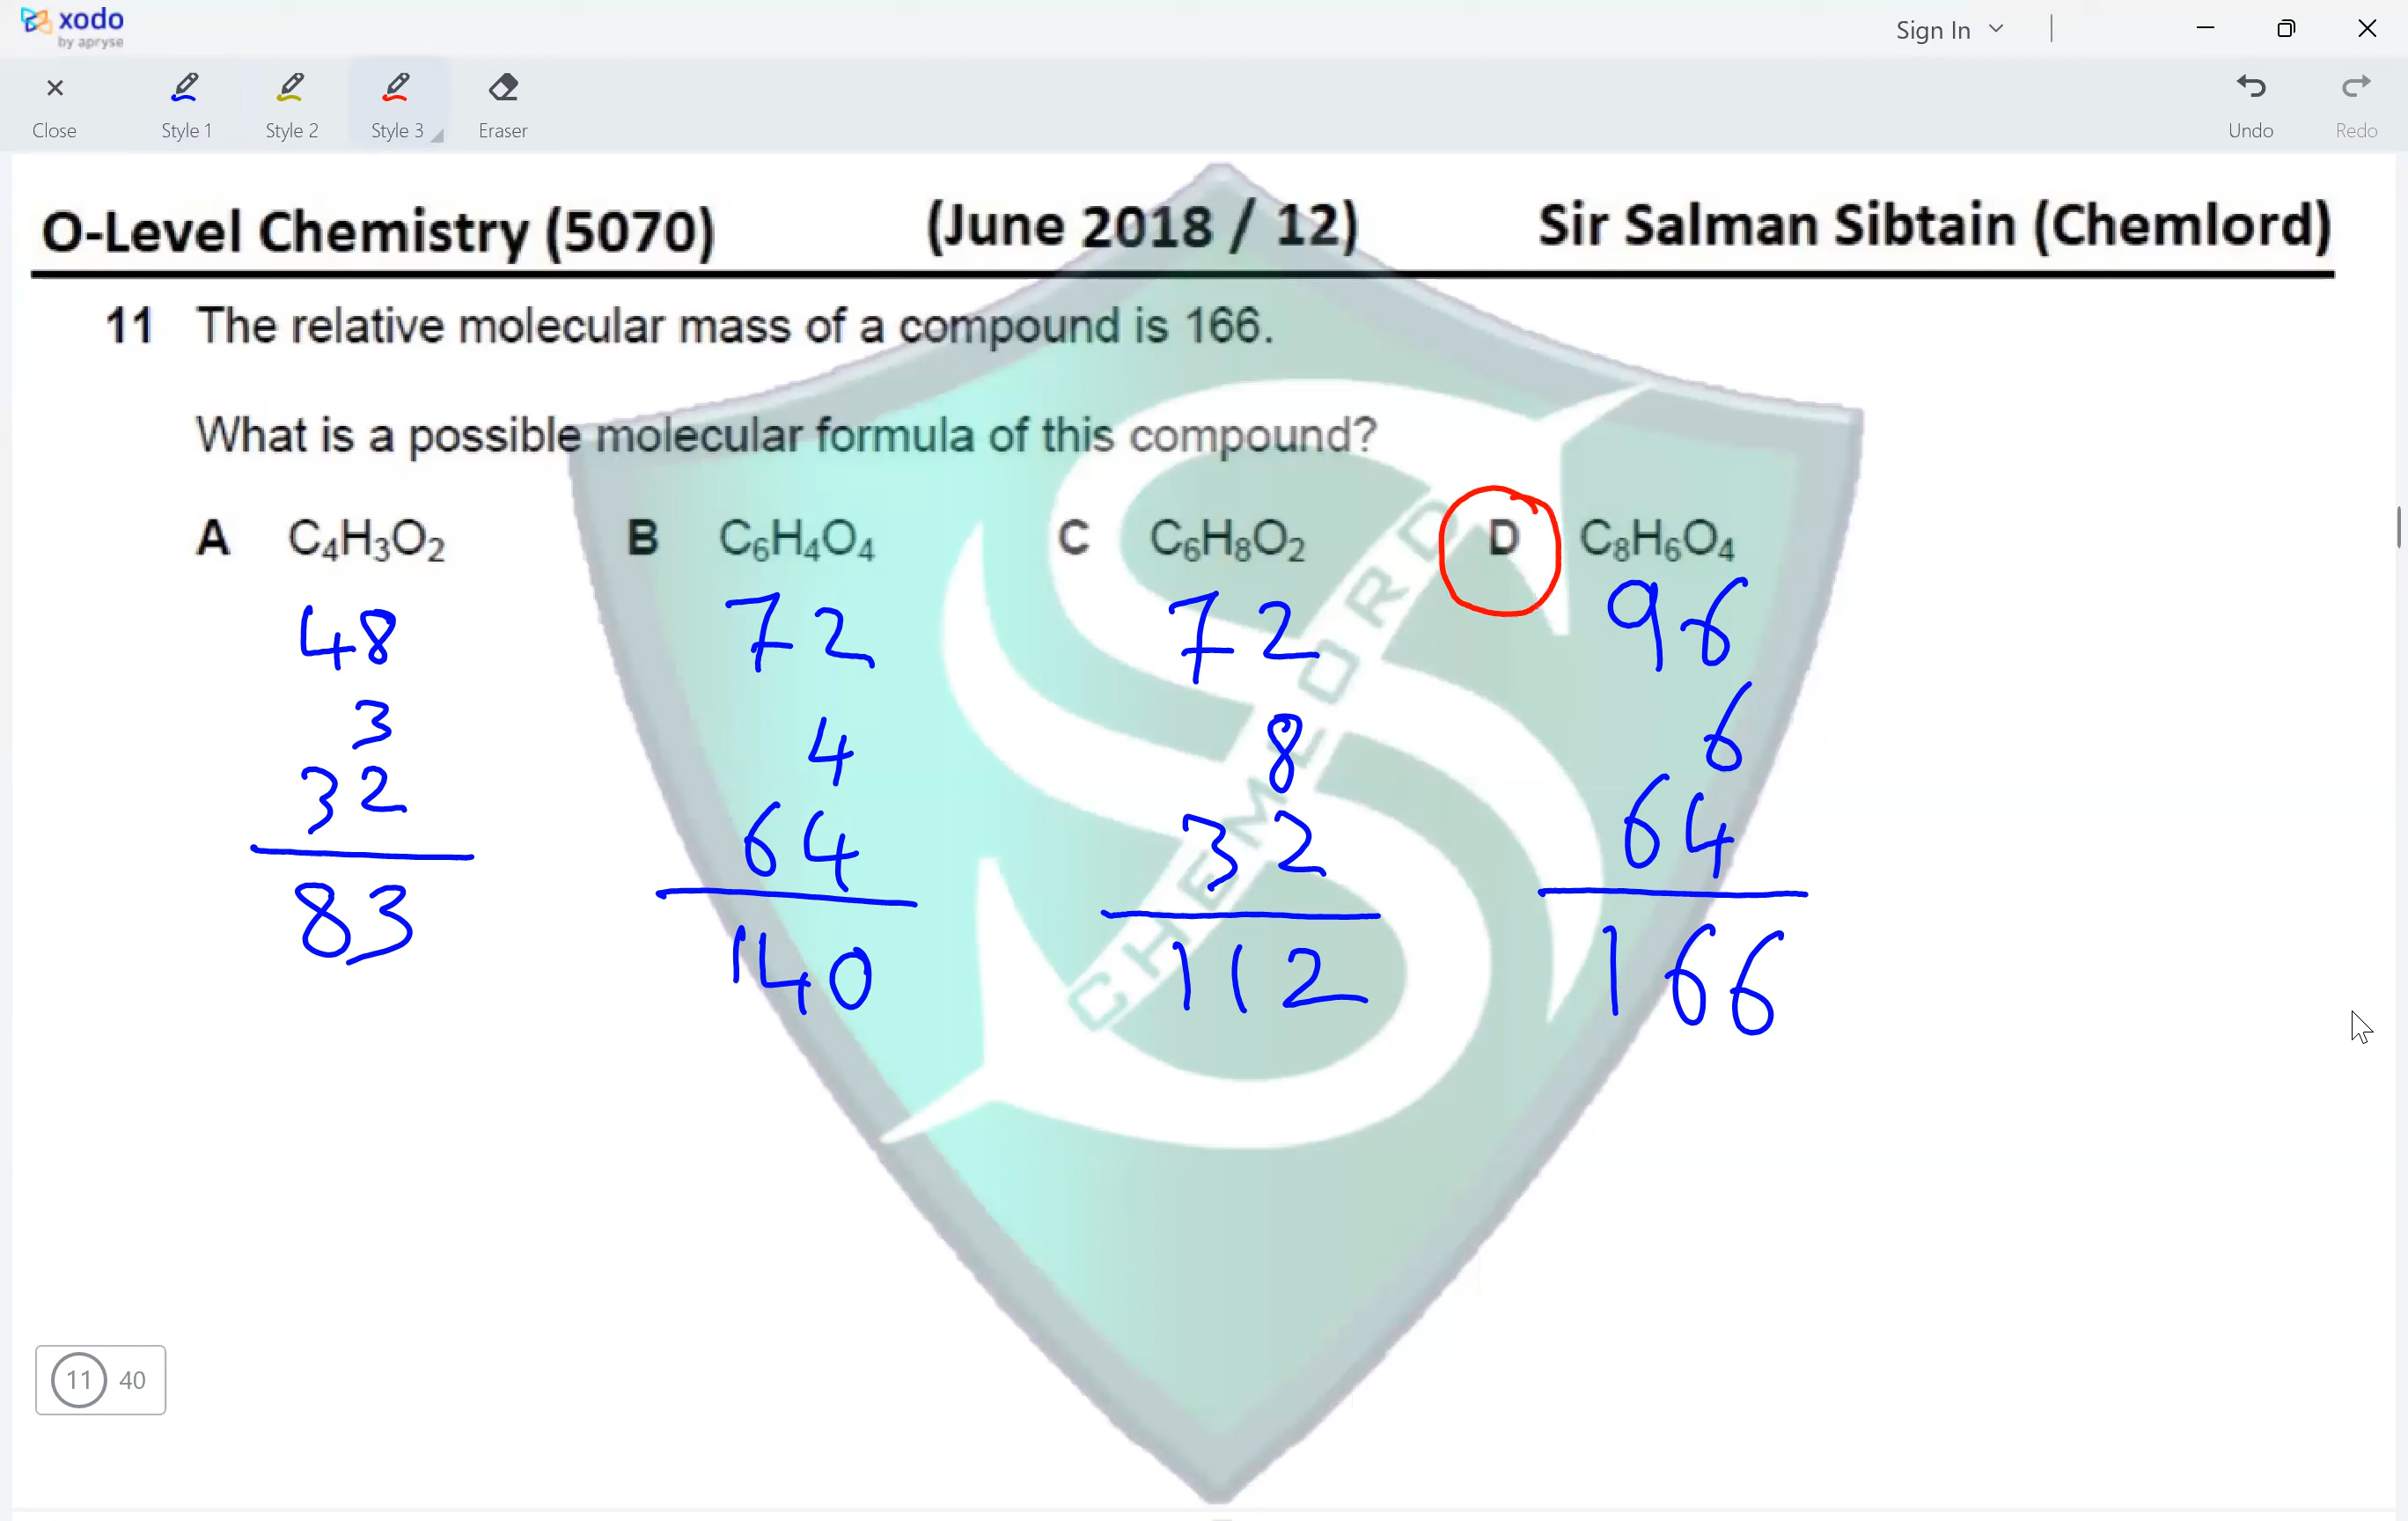 xodo
by apryse
Sign In
Close
Style 1
Style 2
Style 3
Eraser
Undo
Redo
O-Level Chemistry (5070) (June 2018 / 12) Sir Salman Sibtain (Chemlord)
11 The relative molecular mass of a compound is 166.
What is a possible molecular formula of this compound?
A C₄H₃O₂ B C₆H₄O₄ C C₆H₈O₂ D C₈H₆O₄
48 72 72 96
3 4 8 6
32 64 32 64
83 140 112 166
CHEMLORD
11 40